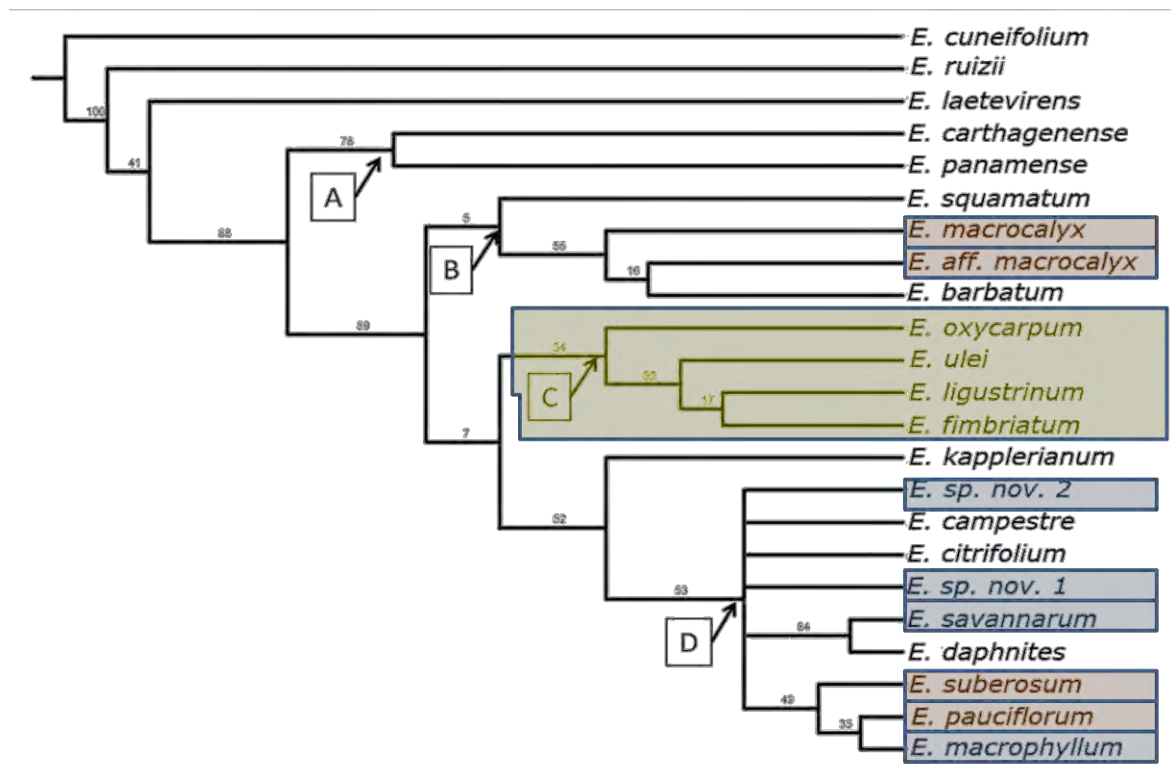 E. cuneifolium
E. ruizii
100
E. laetevirens
41
E. carthagenense
78
E. panamense
A
E. squamatum
5
88
E. macrocalyx
55
B
E. aff. macrocalyx
16
E. barbatum
89
E. oxycarpum
54
E. ulei
C
E. ligustrinum
17
E. fimbriatum
7
E. kapplerianum
E. sp. nov. 2
52
E. campestre
E. citrifolium
E. sp. nov. 1
53
E. savannarum
84
D
E. daphnites
E. suberosum
49
E. pauciflorum
35
E. macrophyllum